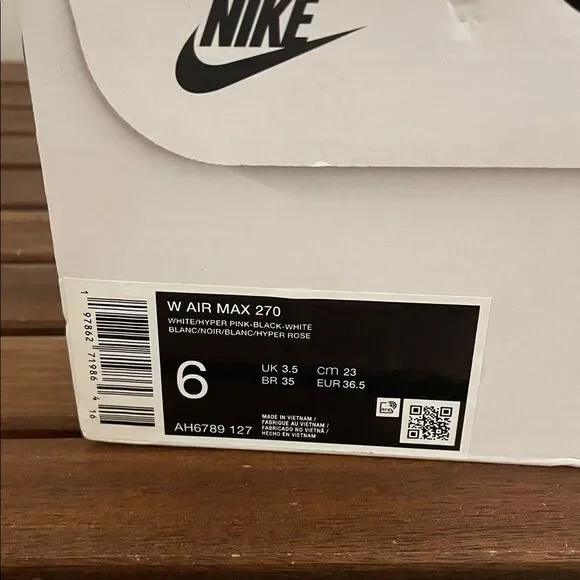 NIKE
W AIR MAX 270
WHITE/HYPER PINK-BLACK-WHITE
BLANC/NOIR/BLANC/HYPER ROSE
6
UK 3.5 cm 23
BR 35 EUR 36.5
AH6789 127
MADE IN VIETNAM /
FABRIQUE AU VIETNAM /
FABRICADO NO VIETNÃ /
HECHO EN VIETNAM
RFID
1 97862 71986 4 16